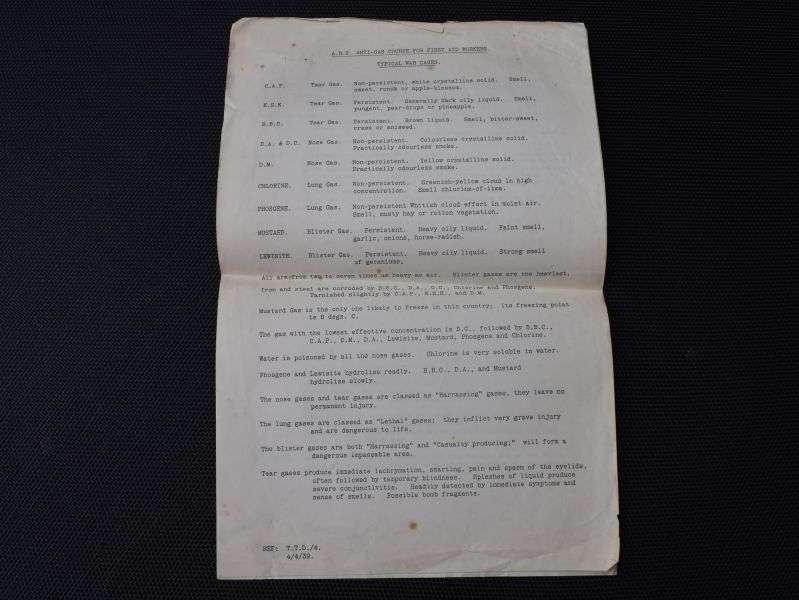 A.R.P. ANTI-GAS COURSE FOR FIRST AID WORKERS
TYPICAL WAR GASES.
C.A.P. Tear Gas. Non-persistent, white crystalline solid. Smell,
sweet, runok or apple-blossom.
K.S.K. Tear Gas. Persistent. Generally dark oily liquid. Smell,
pungent, pear-drops or pineapple.
B.B.C. Tear Gas. Persistent. Brown liquid. Smell, bitter-sweet,
cress or aniseed.
D.A. & D.C. Nose Gas. Non-persistent. Colourless crystalline solid.
Practically odourless smoke.
D.M. Nose Gas. Non-persistent. Yellow crystalline solid.
Practically odourless smoke.
CHLORINE. Lung Gas. Non-persistent. Greenish-yellow cloud in high
concentration. Smell chlorium-of-lime.
PHOSGENE. Lung Gas. Non-persistent Whitish cloud effect in moist air.
Smell, musty hay or rotten vegetation.
MUSTARD. Blister Gas. Persistent. Heavy oily liquid. Faint smell,
garlic, onions, horse-radish.
LEWISITE. Blister Gas. Persistent. Heavy oily liquid. Strong smell
of geraniums.
All are from two to seven times as heavy as air. Blister gases are the heaviest,
Iron and steel are corroded by B.B.C., D.A., D.C., Chlorine and Phosgene.
Tarnished slightly by C.A.P., K.S.K., and D.M.
Mustard Gas is the only one likely to freeze in this country; its freezing point
is 8 degs. C.
The gas with the lowest effective concentration is D.C., followed by B.B.C.,
C.A.P., D.M., D.A., Lewisite, Mustard, Phosgene and Chlorine.
Water is poisoned by all the nose gases. Chlorine is very soluble in water.
Phosgene and Lewisite hydrolise readly. B.B.C., D.A., and Mustard
hydrolise slowly.
The nose gases and tear gases are classed as "Harrassing" gases, they leave no
permanent injury.
The lung gases are classed as "Lethal" gases; they inflict very grave injury
and are dangerous to life.
The blister gases are both "Harrassing" and "Casualty producing;" will form a
dangerous impassable area.
Tear gases produce immediate lachrymation, smarting, pain and spasm of the eyelids,
often followed by temporary blindness. Splashes of liquid produce
severe conjunctivitis. Readily detected by immediate symptoms and
sense of smells. Possible bomb fragments.
REF: T.T.D./4.
4/4/39.